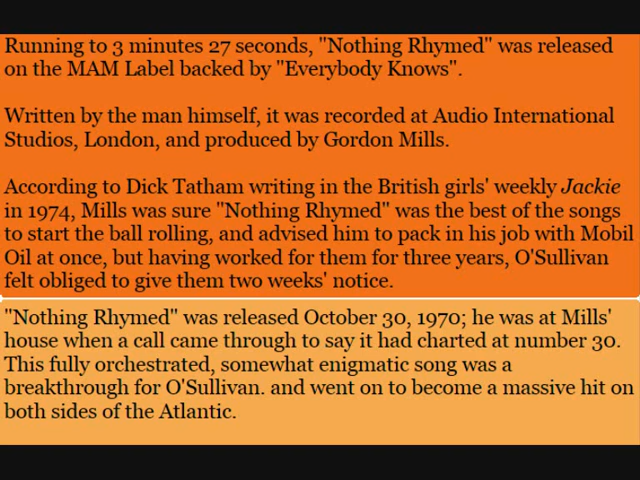 Running to 3 minutes 27 seconds, "Nothing Rhymed" was released
on the MAM Label backed by "Everybody Knows".
Written by the man himself, it was recorded at Audio International
Studios, London, and produced by Gordon Mills.
According to Dick Tatham writing in the British girls' weekly Jackie
in 1974, Mills was sure "Nothing Rhymed" was the best of the songs
to start the ball rolling, and advised him to pack in his job with Mobil
Oil at once, but having worked for them for three years, O'Sullivan
felt obliged to give them two weeks' notice.
"Nothing Rhymed" was released October 30, 1970; he was at Mills'
house when a call came through to say it had charted at number 30.
This fully orchestrated, somewhat enigmatic song was a
breakthrough for O'Sullivan. and went on to become a massive hit on
both sides of the Atlantic.